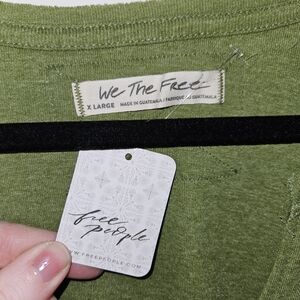 We The Free
X LARGE MADE IN GUATEMALA / FABRIQUÉ AU GUATEMALA
free
people
WWW.FREEPEOPLE.COM